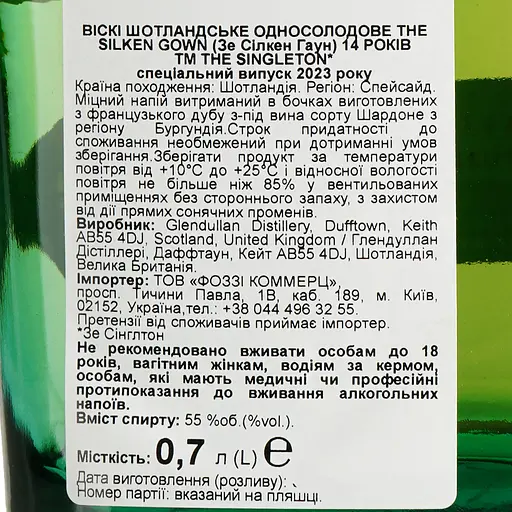 ВІСКІ ШОТЛАНДСЬКЕ ОДНОСОЛОДОВЕ THE
SILKEN GOWN (Зе Сілкен Гаун) 14 РОКІВ
ТМ THE SINGLETON*
спеціальний випуск 2023 року
Країна походження: Шотландія. Регіон: Спейсайд.
Міцний напій витриманий в бочках виготовлених
з французького дубу з-під вина сорту Шардоне з
регіону Бургундія.Строк придатності до
споживання необмежений при дотриманні умов
зберігання.Зберігати продукт за температури
повітря від +10°С до +25°С і відносної вологості
повітря не більше ніж 85% у вентильованих
приміщеннях без стороннього запаху, з захистом
від дії прямих сонячних променів.
Виробник: Glendullan Distillery, Dufftown, Keith
AB55 4DJ, Scotland, United Kingdom / Глендуллан
Дістіллері, Даффтаун, Кейт AB55 4DJ, Шотландія,
Велика Британія.
Імпортер: ТОВ «ФОЗЗІ КОММЕРЦ»,
просп. Тичини Павла, 1В, каб. 189, м. Київ,
02152, Україна,тел.: +38 044 496 32 55.
Претензії від споживачів приймає імпортер.
*Зе Сінглтон
Не рекомендовано вживати особам до 18
років, вагітним жінкам, водіям за кермом,
особам, які мають медичні чи професійні
протипоказання до вживання алкогольних
напоїв.
Вміст спирту: 55 %об.(%vol.).
Місткість: 0,7 л (L) ℮
Дата виготовлення (розливу):
Номер партії: вказаний на пляшці.